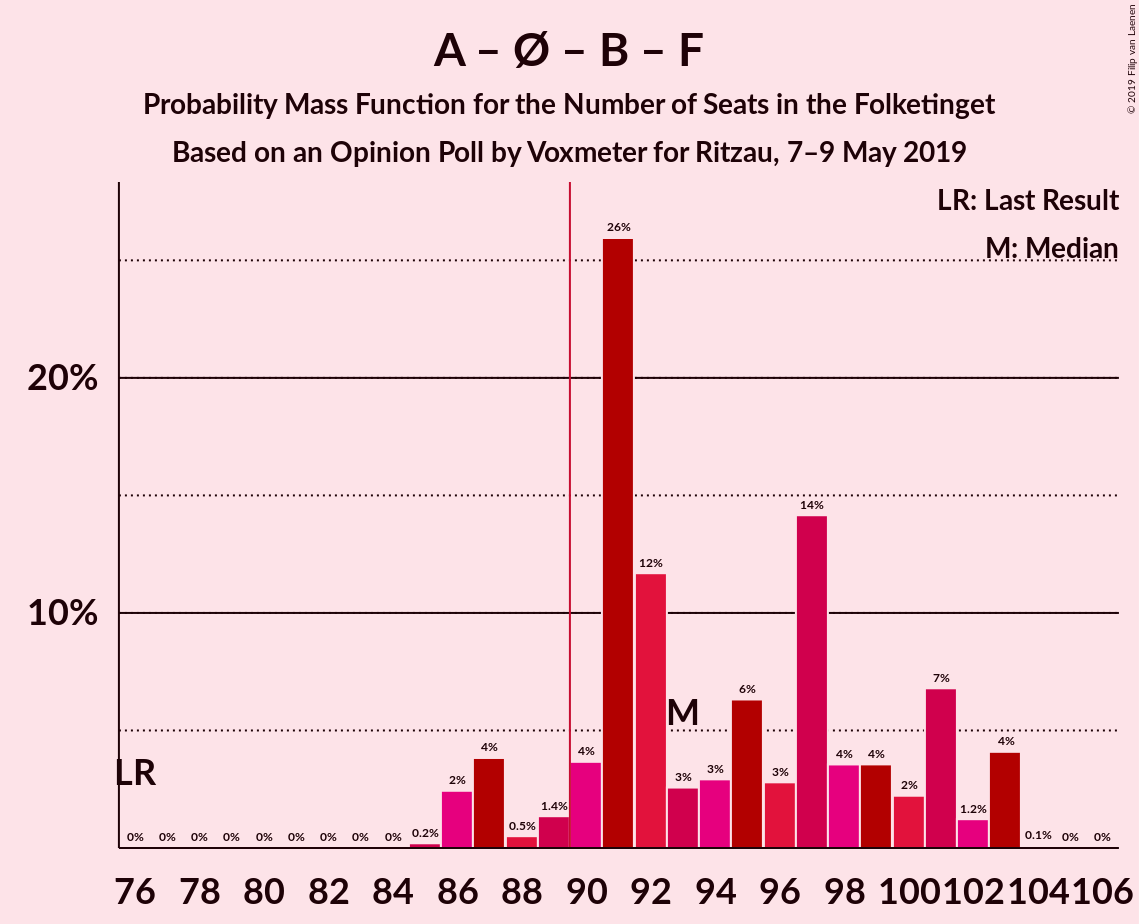 A – Ø – B – F
Probability Mass Function for the Number of Seats in the Folketinget
Based on an Opinion Poll by Voxmeter for Ritzau, 7–9 May 2019
© 2019 Filip van Laenen
LR: Last Result
M: Median
20%
10%
LR
M
0% 0% 0% 0% 0% 0% 0% 0% 0% 0.2% 2% 4% 0.5% 1.4% 4% 26% 12% 3% 3% 6% 3% 14% 4% 4% 2% 7% 1.2% 4% 0.1% 0% 0%
76 78 80 82 84 86 88 90 92 94 96 98 100 102 104 106